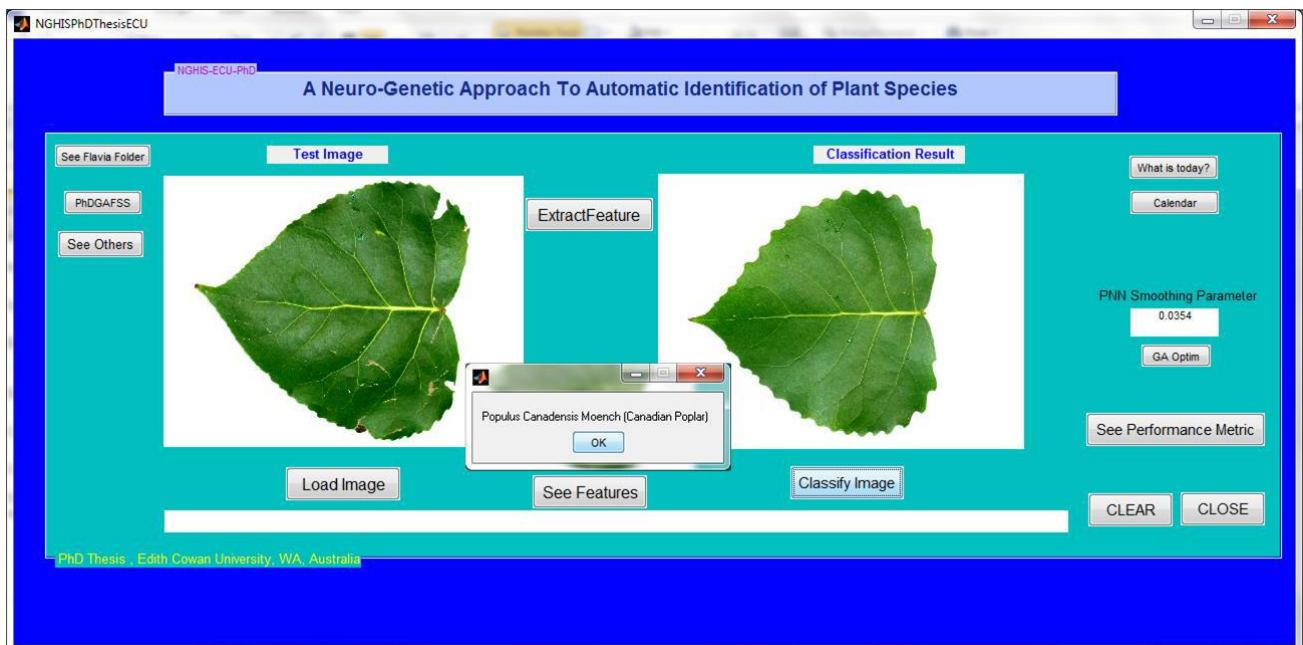 NGHISPhDThesisECU
NGHIS-ECU-PhD
A Neuro-Genetic Approach To Automatic Identification of Plant Species
See Flavia Folder
Test Image
Classification Result
What is today?
PhDGAFSS
ExtractFeature
Calendar
See Others
PNN Smoothing Parameter
0.0354
GA Optim
Populus Canadensis Moench (Canadian Poplar)
OK
See Performance Metric
Load Image
See Features
Classify Image
CLEAR
CLOSE
PhD Thesis , Edith Cowan University, WA, Australia